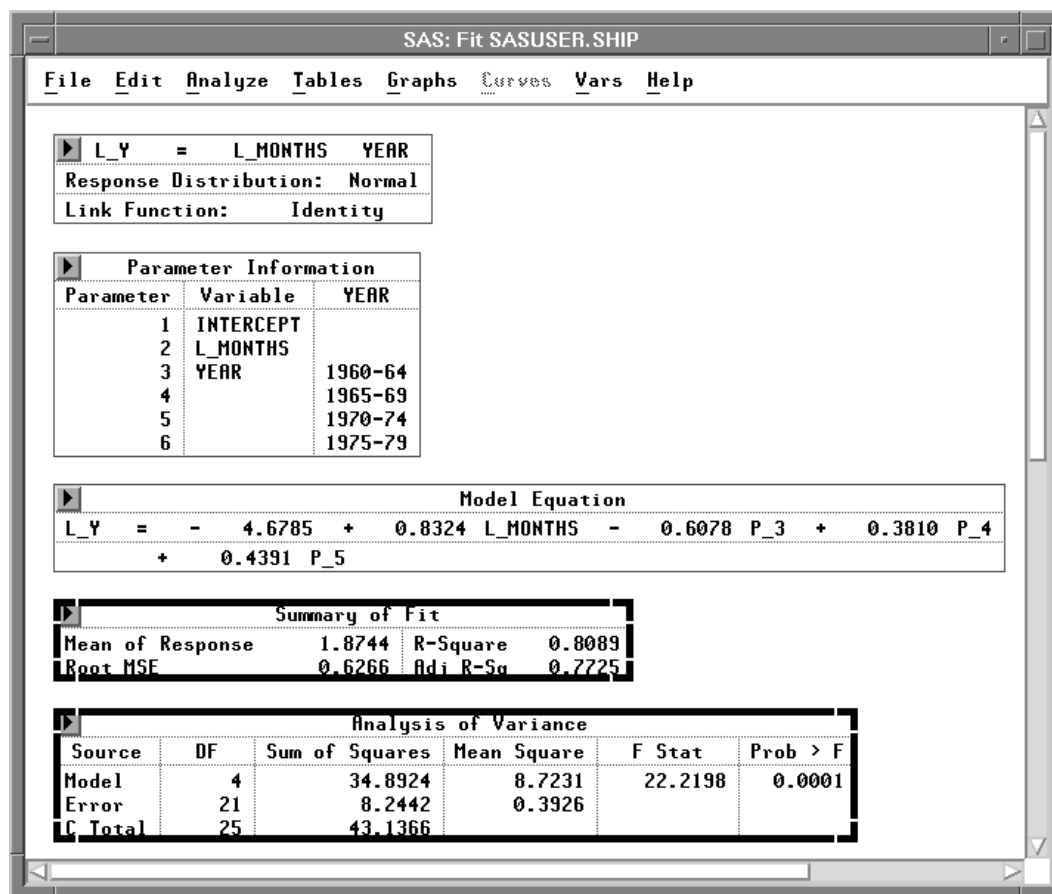 SAS: Fit SASUSER.SHIP
File Edit Analyze Tables Graphs Curves Vars Help
L_Y = L_MONTHS YEAR
Response Distribution: Normal
Link Function: Identity
Parameter Information
Parameter Variable YEAR
1 INTERCEPT
2 L_MONTHS
3 YEAR 1960-64
4 1965-69
5 1970-74
6 1975-79
Model Equation
L_Y = - 4.6785 + 0.8324 L_MONTHS - 0.6078 P_3 + 0.3810 P_4
+ 0.4391 P_5
Summary of Fit
Mean of Response 1.8744 R-Square 0.8089
Root MSE 0.6266 Adj R-Sq 0.7725
Analysis of Variance
Source DF Sum of Squares Mean Square F Stat Prob > F
Model 4 34.8924 8.7231 22.2198 0.0001
Error 21 8.2442 0.3926
C Total 25 43.1366